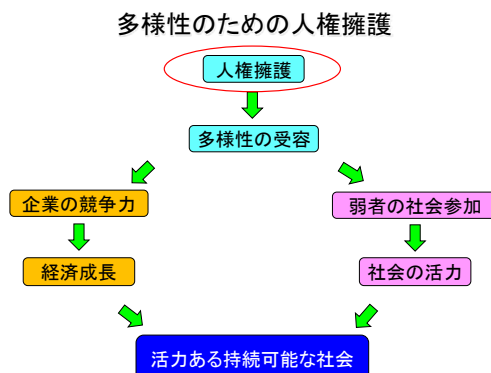 多様性のための人権擁護
人権擁護
多様性の受容
企業の競争力
弱者の社会参加
経済成長
社会の活力
活力ある持続可能な社会